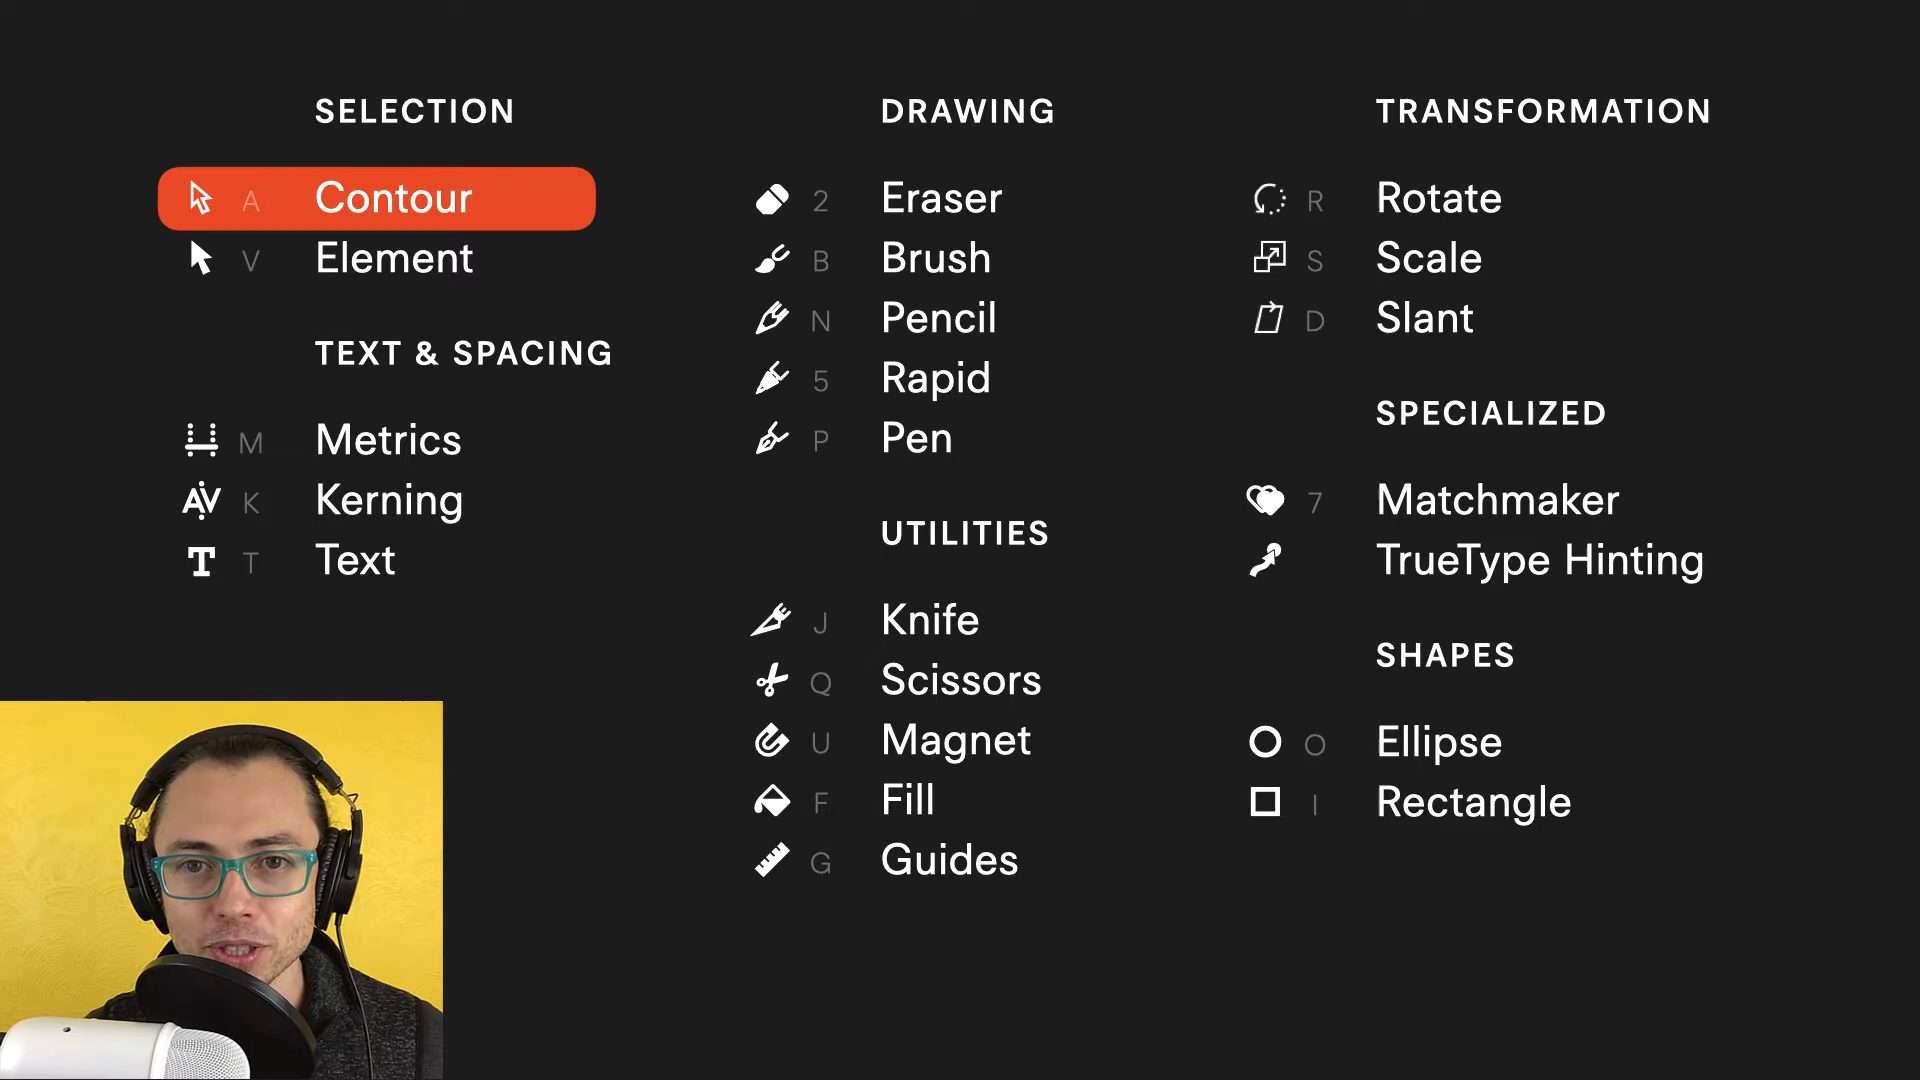 SELECTION
A Contour
V Element
TEXT & SPACING
M Metrics
K Kerning
T Text
DRAWING
2 Eraser
B Brush
N Pencil
5 Rapid
P Pen
UTILITIES
J Knife
Q Scissors
U Magnet
F Fill
G Guides
TRANSFORMATION
R Rotate
S Scale
D Slant
SPECIALIZED
7 Matchmaker
TrueType Hinting
SHAPES
O Ellipse
I Rectangle